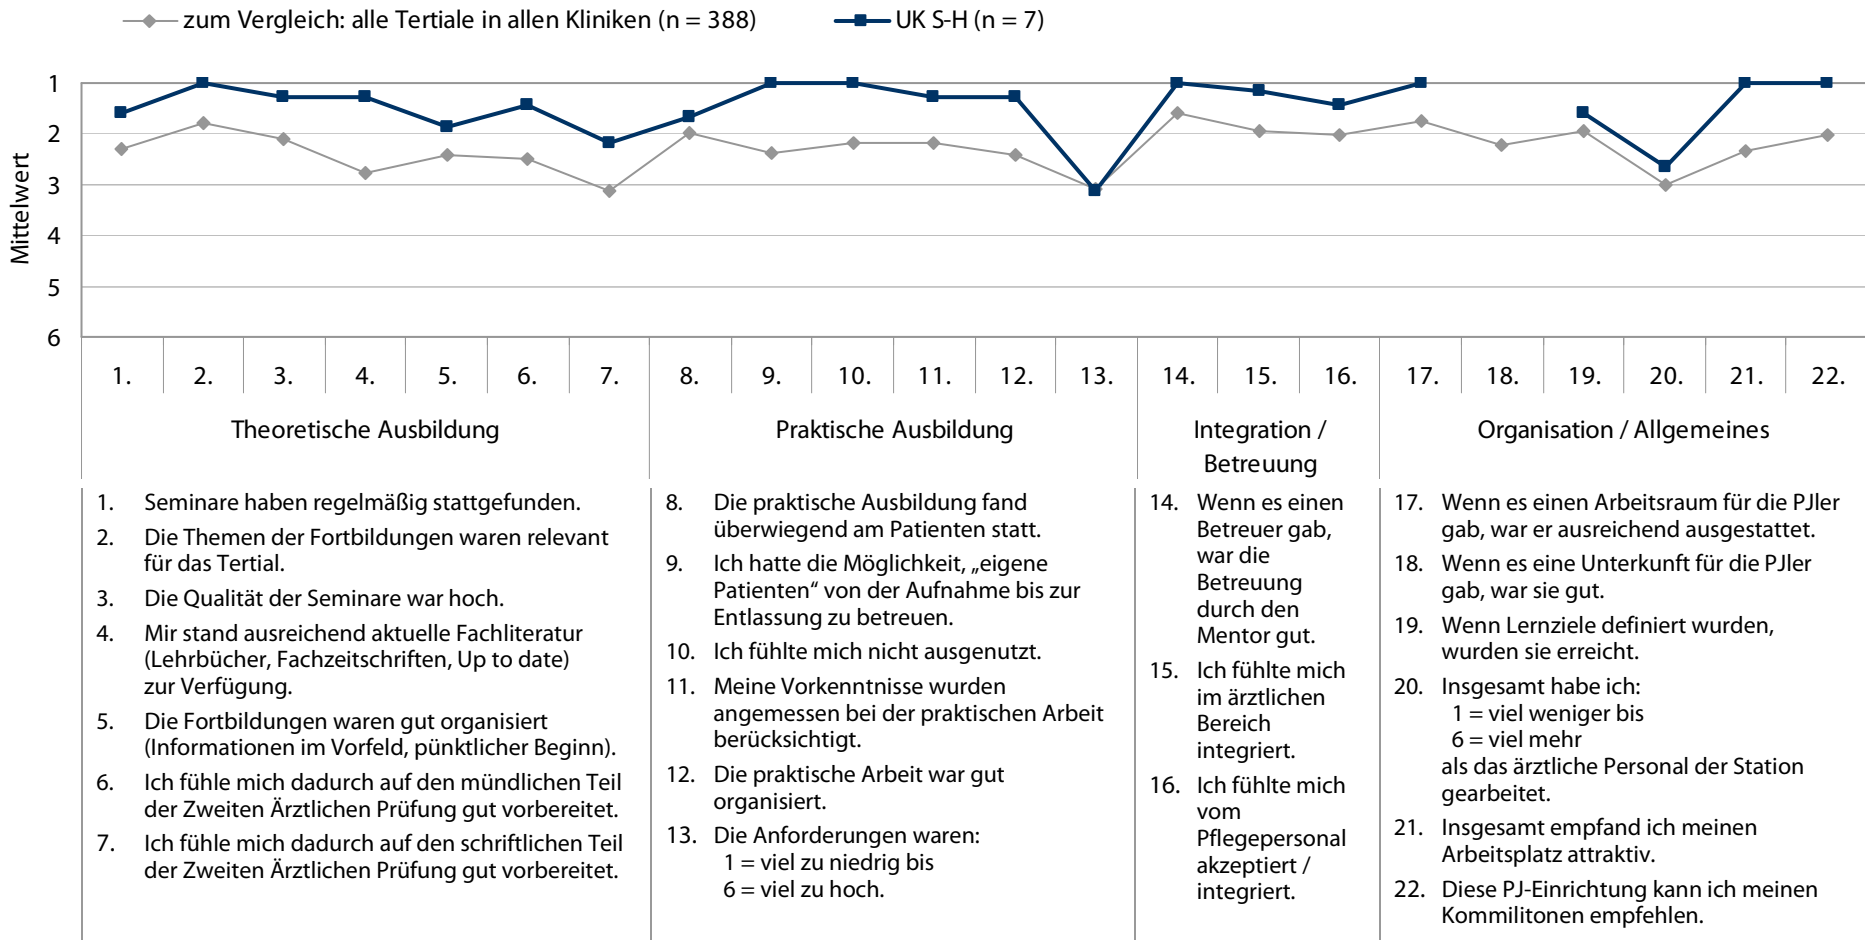 zum Vergleich: alle Tertiale in allen Kliniken (n = 388)
UK S-H (n = 7)
Mittelwert
1
2
3
4
5
6
1. 2. 3. 4. 5. 6. 7. 8. 9. 10. 11. 12. 13. 14. 15. 16. 17. 18. 19. 20. 21. 22.
Theoretische Ausbildung
Praktische Ausbildung
Integration /
Betreuung
Organisation / Allgemeines
1. Seminare haben regelmäßig stattgefunden.
2. Die Themen der Fortbildungen waren relevant
für das Tertial.
3. Die Qualität der Seminare war hoch.
4. Mir stand ausreichend aktuelle Fachliteratur
(Lehrbücher, Fachzeitschriften, Up to date)
zur Verfügung.
5. Die Fortbildungen waren gut organisiert
(Informationen im Vorfeld, pünktlicher Beginn).
6. Ich fühle mich dadurch auf den mündlichen Teil
der Zweiten Ärztlichen Prüfung gut vorbereitet.
7. Ich fühle mich dadurch auf den schriftlichen Teil
der Zweiten Ärztlichen Prüfung gut vorbereitet.
8. Die praktische Ausbildung fand
überwiegend am Patienten statt.
9. Ich hatte die Möglichkeit, „eigene
Patienten“ von der Aufnahme bis zur
Entlassung zu betreuen.
10. Ich fühlte mich nicht ausgenutzt.
11. Meine Vorkenntnisse wurden
angemessen bei der praktischen Arbeit
berücksichtigt.
12. Die praktische Arbeit war gut
organisiert.
13. Die Anforderungen waren:
1 = viel zu niedrig bis
6 = viel zu hoch.
14. Wenn es einen
Betreuer gab,
war die
Betreuung
durch den
Mentor gut.
15. Ich fühlte mich
im ärztlichen
Bereich
integriert.
16. Ich fühlte mich
vom
Pflegepersonal
akzeptiert /
integriert.
17. Wenn es einen Arbeitsraum für die PJler
gab, war er ausreichend ausgestattet.
18. Wenn es eine Unterkunft für die PJler
gab, war sie gut.
19. Wenn Lernziele definiert wurden,
wurden sie erreicht.
20. Insgesamt habe ich:
1 = viel weniger bis
6 = viel mehr
als das ärztliche Personal der Station
gearbeitet.
21. Insgesamt empfand ich meinen
Arbeitsplatz attraktiv.
22. Diese PJ-Einrichtung kann ich meinen
Kommilitonen empfehlen.